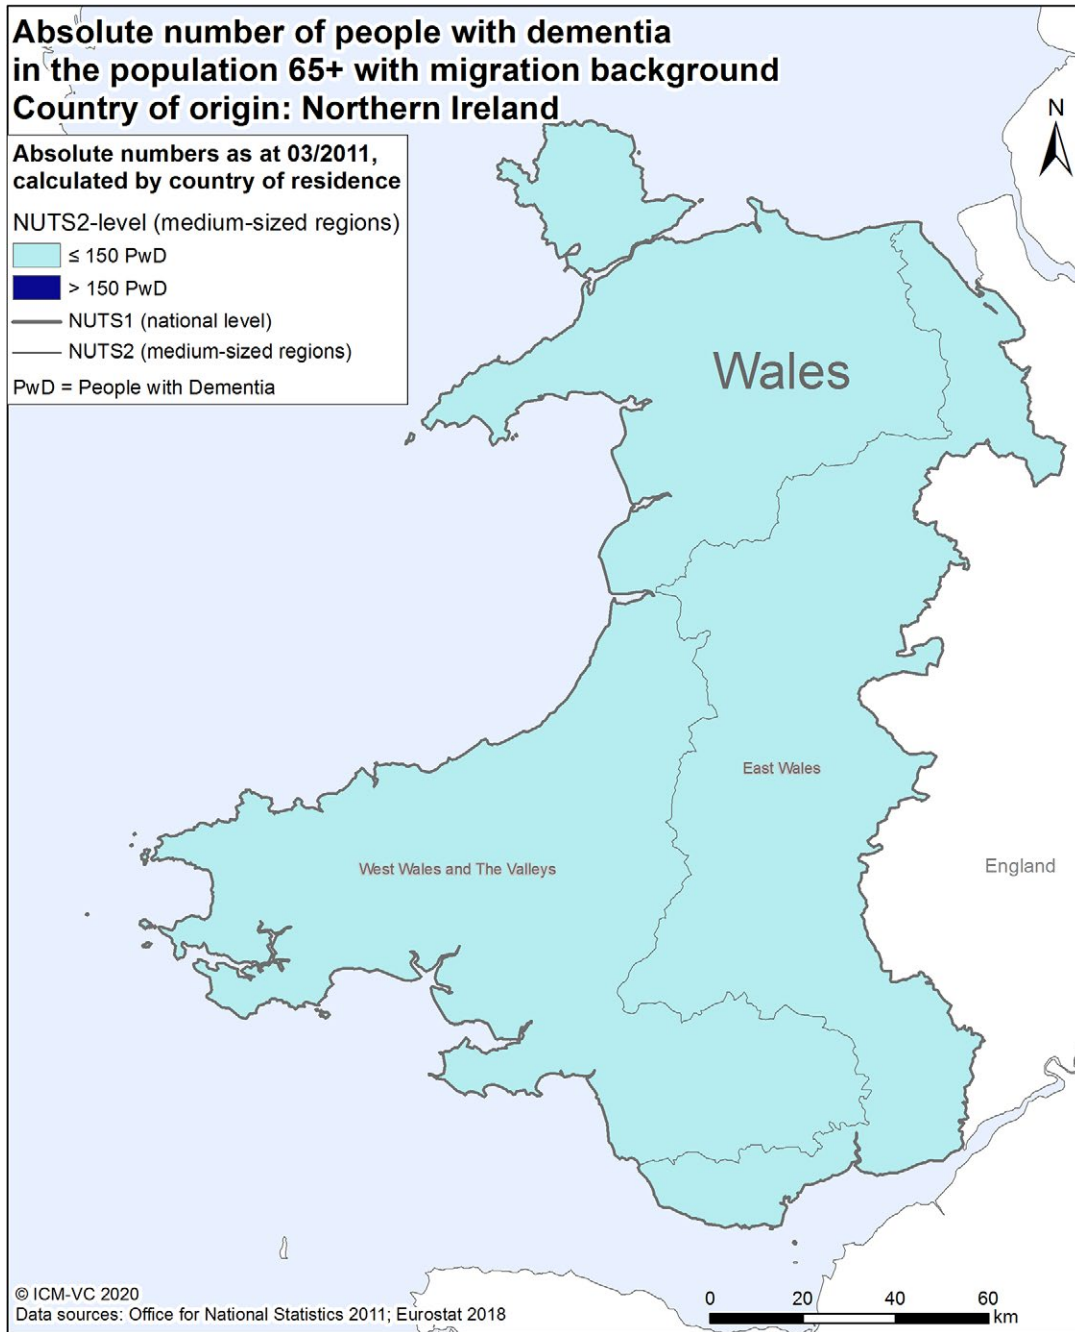 Absolute number of people with dementia
in the population 65+ with migration background
Country of origin: Northern Ireland
Absolute numbers as at 03/2011,
calculated by country of residence
NUTS2-level (medium-sized regions)
≤ 150 PwD
> 150 PwD
NUTS1 (national level)
NUTS2 (medium-sized regions)
PwD = People with Dementia
N
Wales
East Wales
West Wales and The Valleys
England
© ICM-VC 2020
Data sources: Office for National Statistics 2011; Eurostat 2018
0 20 40 60
km